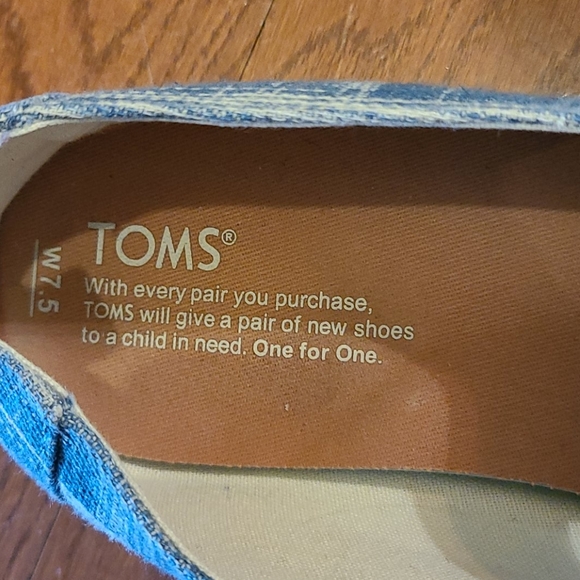 TOMS®
With every pair you purchase,
TOMS will give a pair of new shoes
to a child in need. One for One.
W7.5